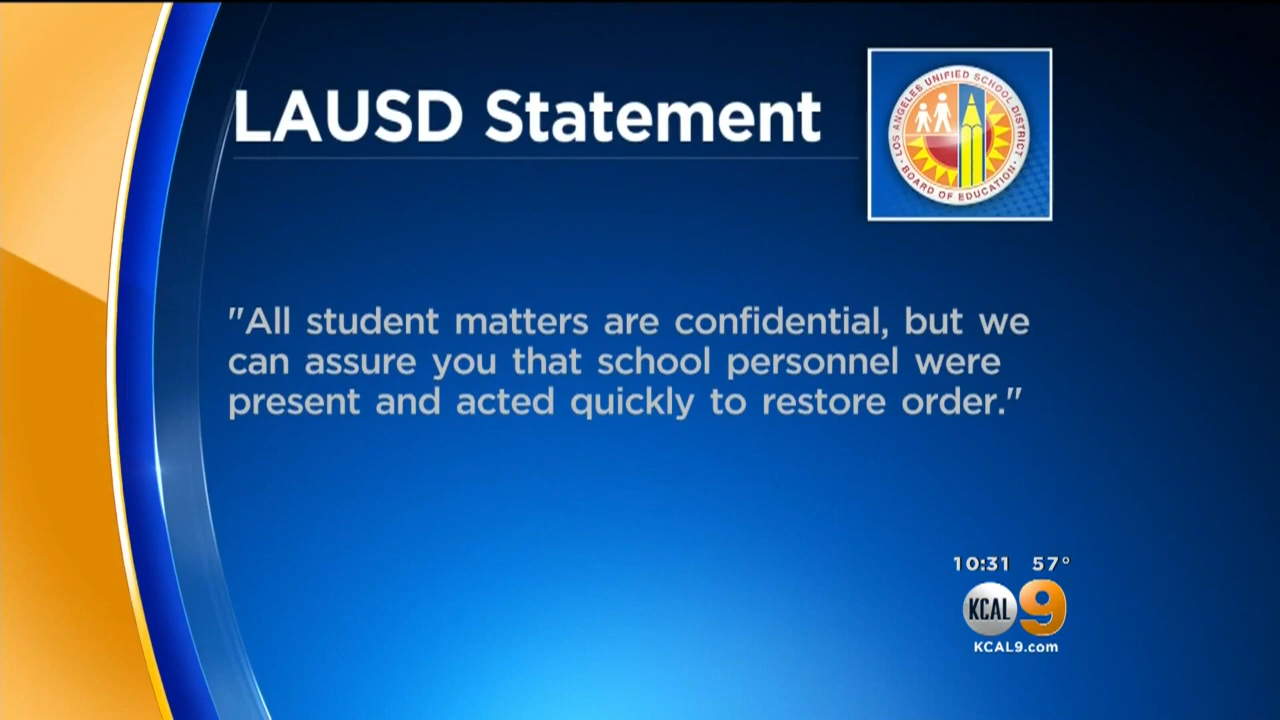 LAUSD Statement
LOS ANGELES UNIFIED SCHOOL DISTRICT
BOARD OF EDUCATION
"All student matters are confidential, but we
can assure you that school personnel were
present and acted quickly to restore order."
10:31 57°
KCAL 9
KCAL9.com